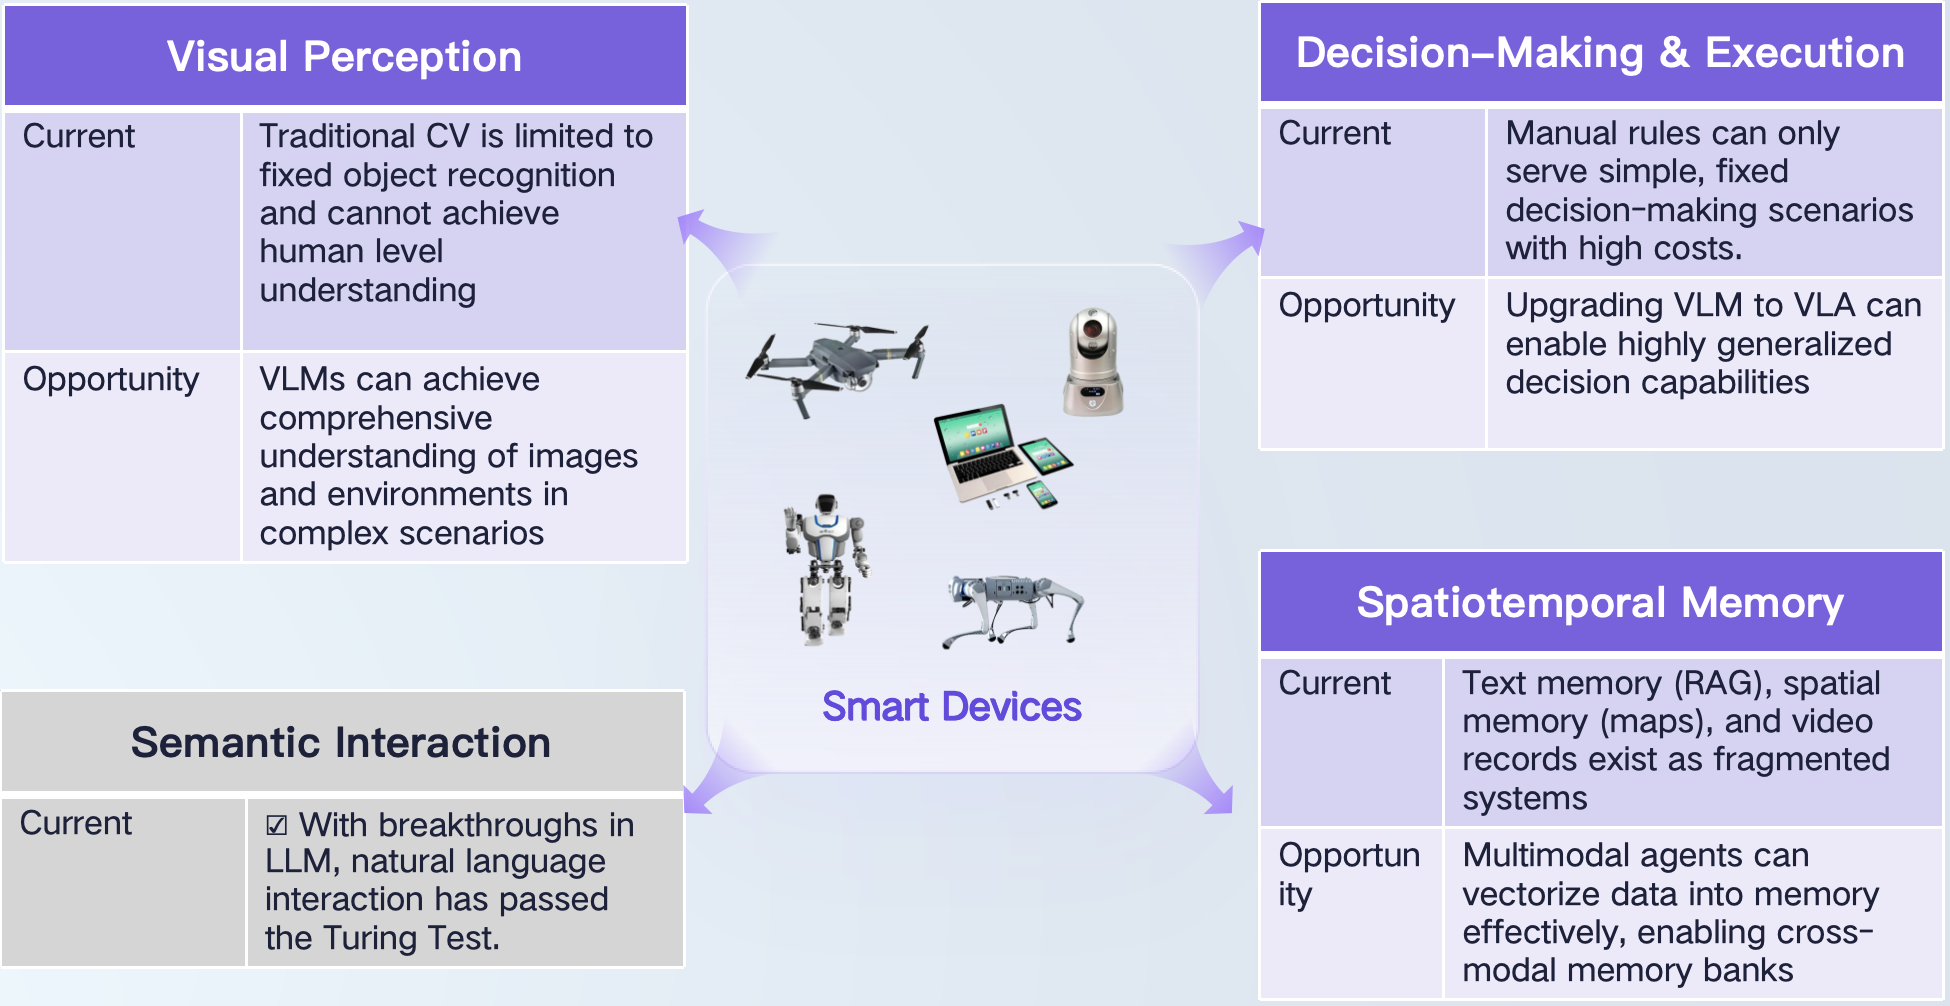 Visual Perception
Current
Traditional CV is limited to
fixed object recognition
and cannot achieve
human level
understanding
Opportunity
VLMs can achieve
comprehensive
understanding of images
and environments in
complex scenarios
Decision–Making & Execution
Current
Manual rules can only
serve simple, fixed
decision–making scenarios
with high costs.
Opportunity
Upgrading VLM to VLA can
enable highly generalized
decision capabilities
Smart Devices
Semantic Interaction
Current
☑ With breakthroughs in
LLM, natural language
interaction has passed
the Turing Test.
Spatiotemporal Memory
Current
Text memory (RAG), spatial
memory (maps), and video
records exist as fragmented
systems
Opportun
ity
Multimodal agents can
vectorize data into memory
effectively, enabling cross–
modal memory banks